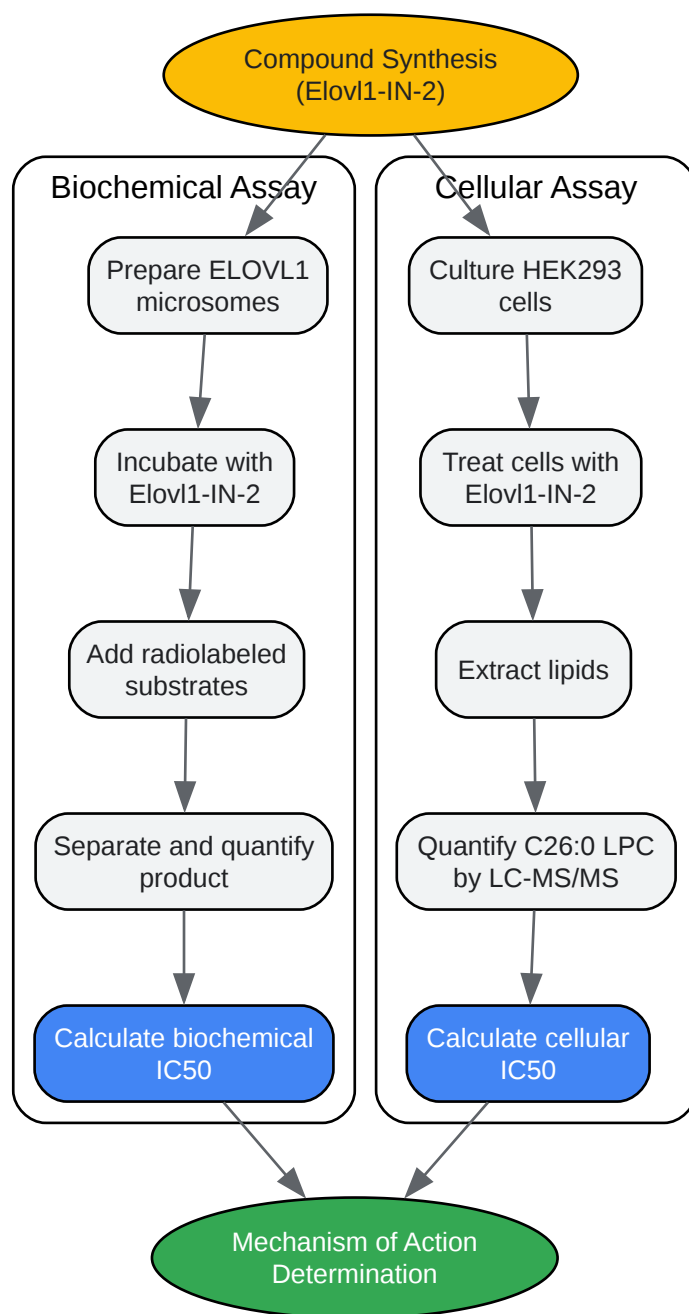 Compound Synthesis
(Elovl1-IN-2)
Biochemical Assay
Prepare ELOVL1
microsomes
Incubate with
Elovl1-IN-2
Add radiolabeled
substrates
Separate and quantify
product
Calculate biochemical
IC50
Cellular Assay
Culture HEK293
cells
Treat cells with
Elovl1-IN-2
Extract lipids
Quantify C26:0 LPC
by LC-MS/MS
Calculate cellular
IC50
Mechanism of Action
Determination